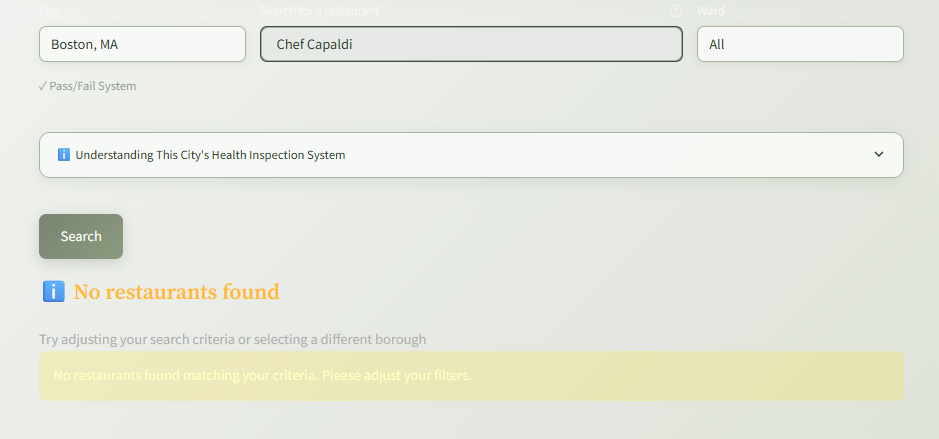 City Search for a restaurant Ward
Boston, MA Chef Capaldi All
✓ Pass/Fail System
Understanding This City's Health Inspection System
Search
No restaurants found
Try adjusting your search criteria or selecting a different borough
No restaurants found matching your criteria. Please adjust your filters.